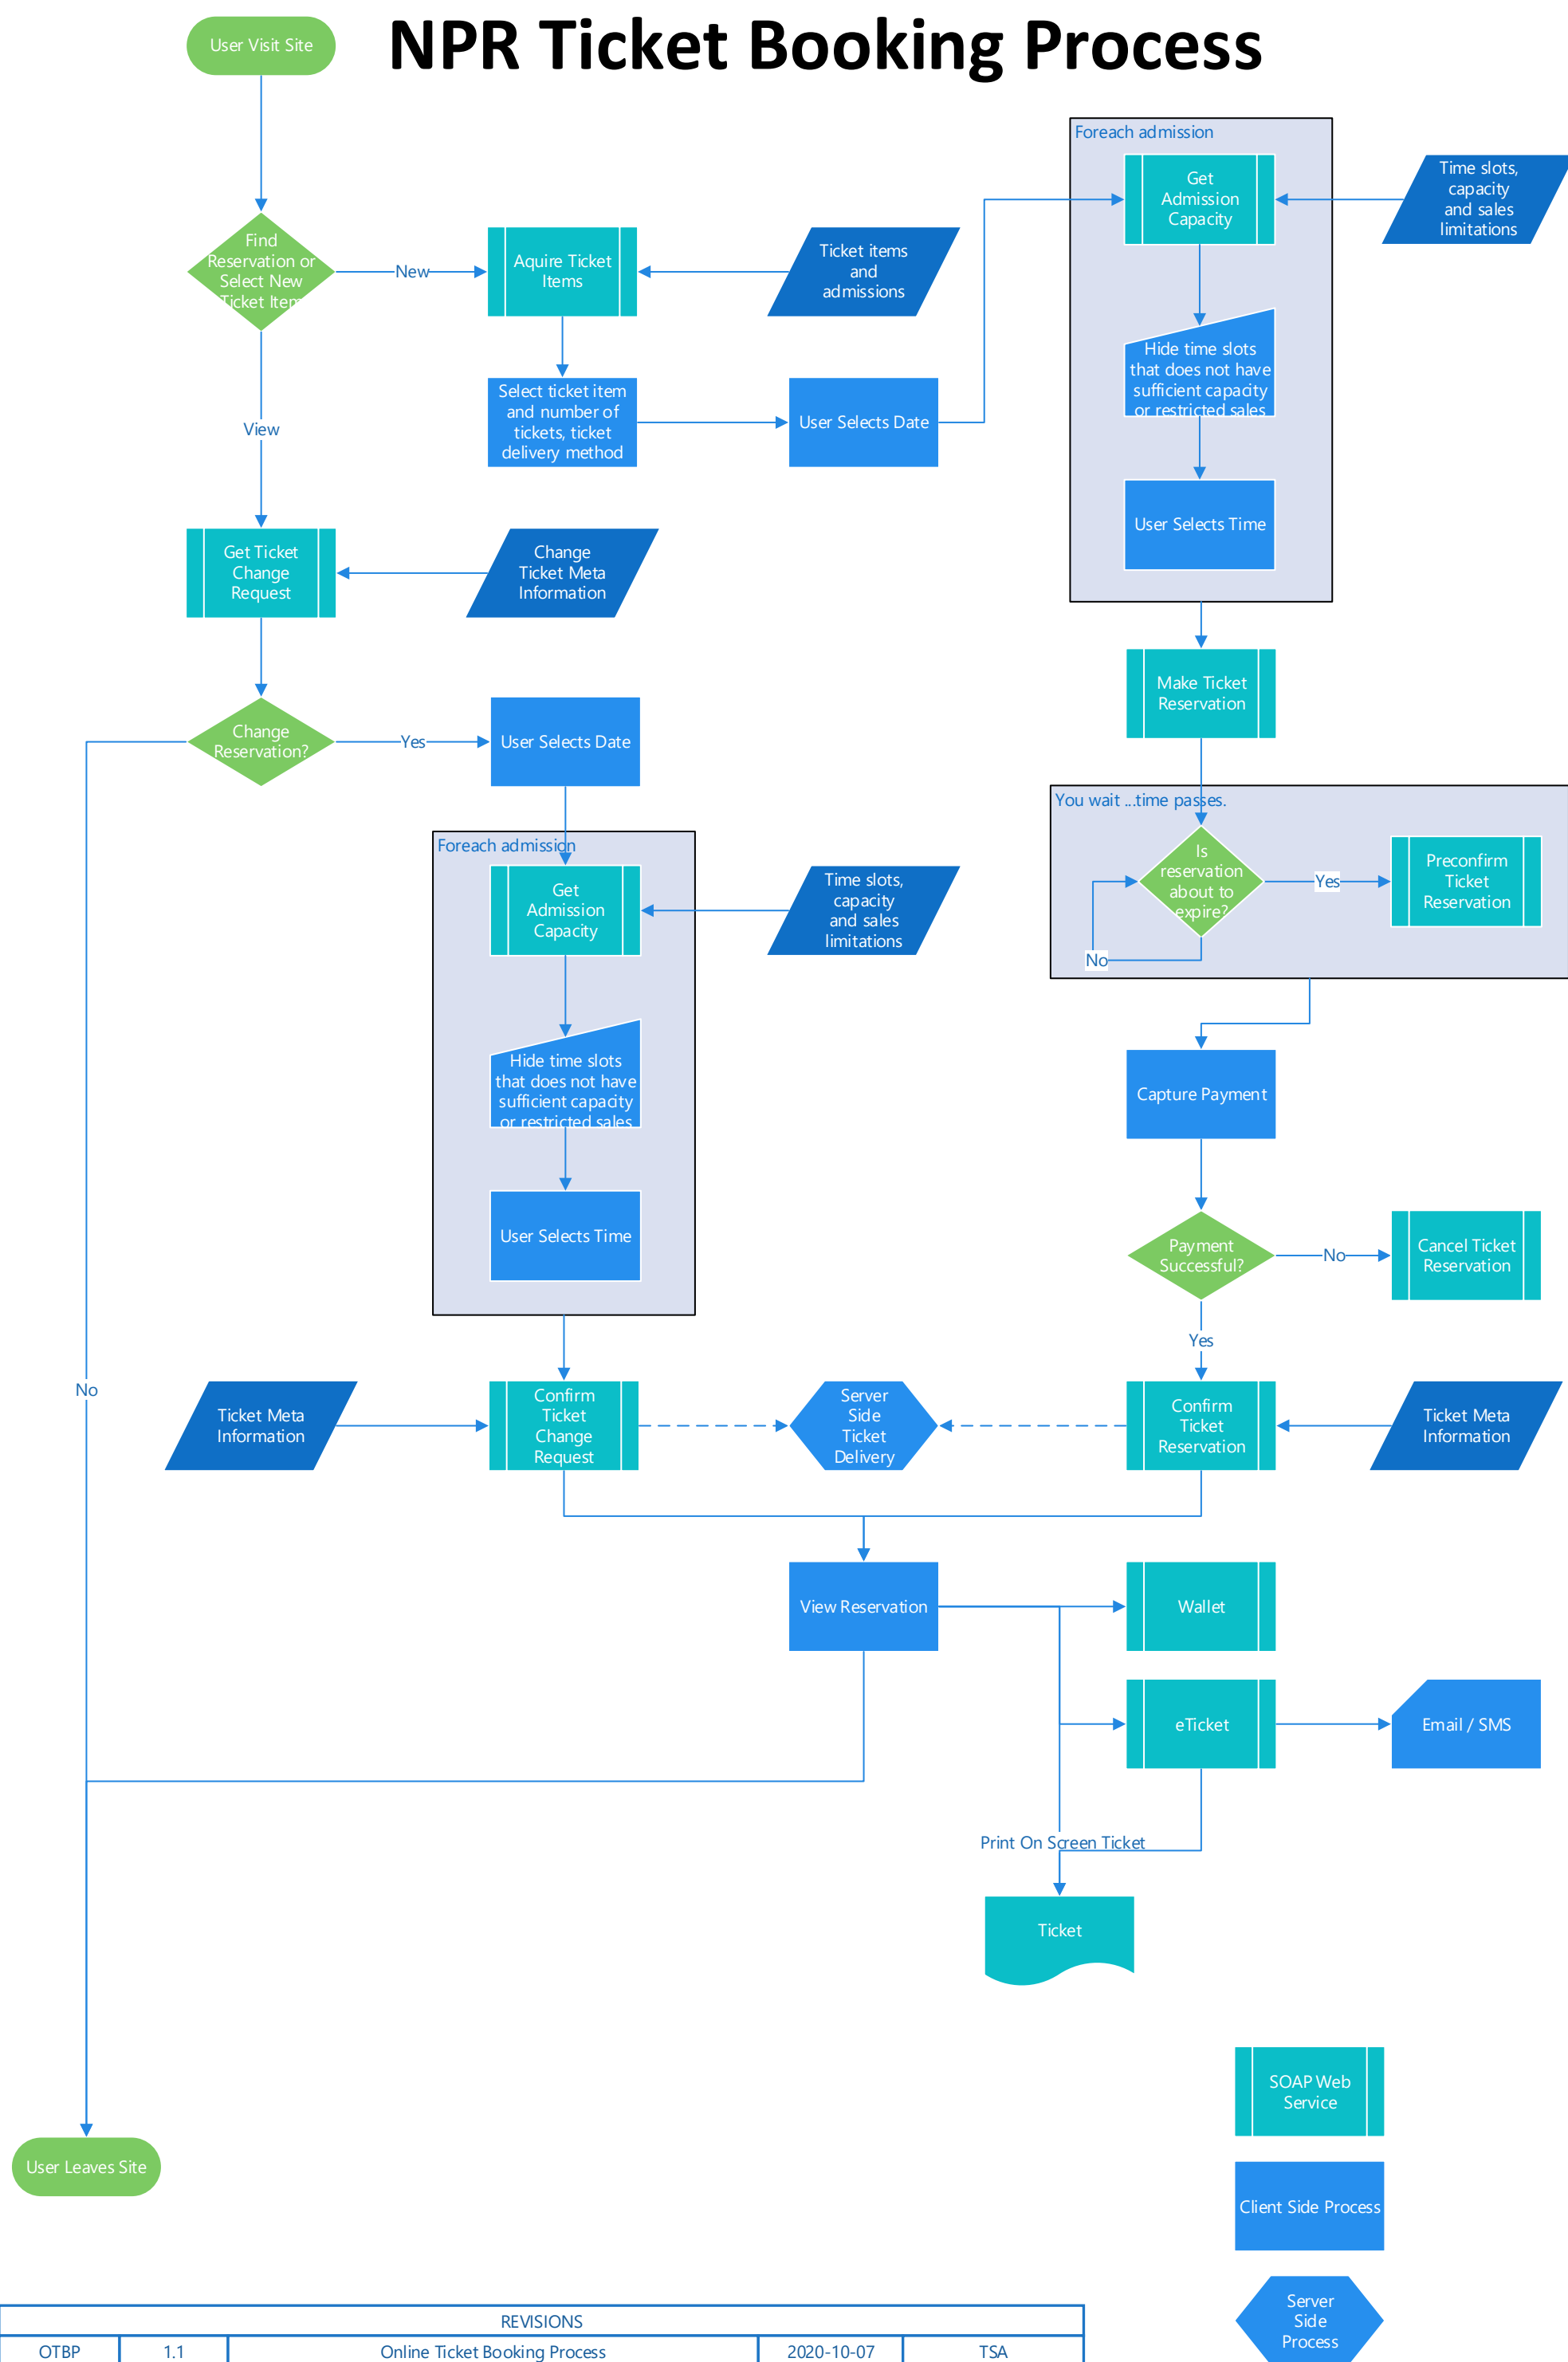 NPR Ticket Booking Process
User Visit Site
Foreach admission
Get
Admission
Capacity
Time slots,
capacity
and sales
limitations
Find
Reservation or
Select New
Ticket Item
New
Aquire Ticket
Items
Ticket items
and
admissions
Hide time slots
that does not have
sufficient capacity
or restricted sales
View
Select ticket item
and number of
tickets, ticket
delivery method
User Selects Date
User Selects Time
Get Ticket
Change
Request
Change
Ticket Meta
Information
Make Ticket
Reservation
Change
Reservation?
Yes
User Selects Date
You wait ...time passes.
Is
reservation
about to
expire?
Yes
Preconfirm
Ticket
Reservation
No
Foreach admission
Get
Admission
Capacity
Time slots,
capacity
and sales
limitations
Hide time slots
that does not have
sufficient capacity
or restricted sales
User Selects Time
Capture Payment
Payment
Successful?
No
Cancel Ticket
Reservation
Yes
No
Ticket Meta
Information
Confirm
Ticket
Change
Request
Server
Side
Ticket
Delivery
Confirm
Ticket
Reservation
Ticket Meta
Information
View Reservation
Wallet
eTicket
Email / SMS
Print On Screen Ticket
Ticket
SOAP Web
Service
User Leaves Site
Client Side Process
Server
Side
Process
REVISIONS
OTBP 1.1 Online Ticket Booking Process 2020-10-07 TSA